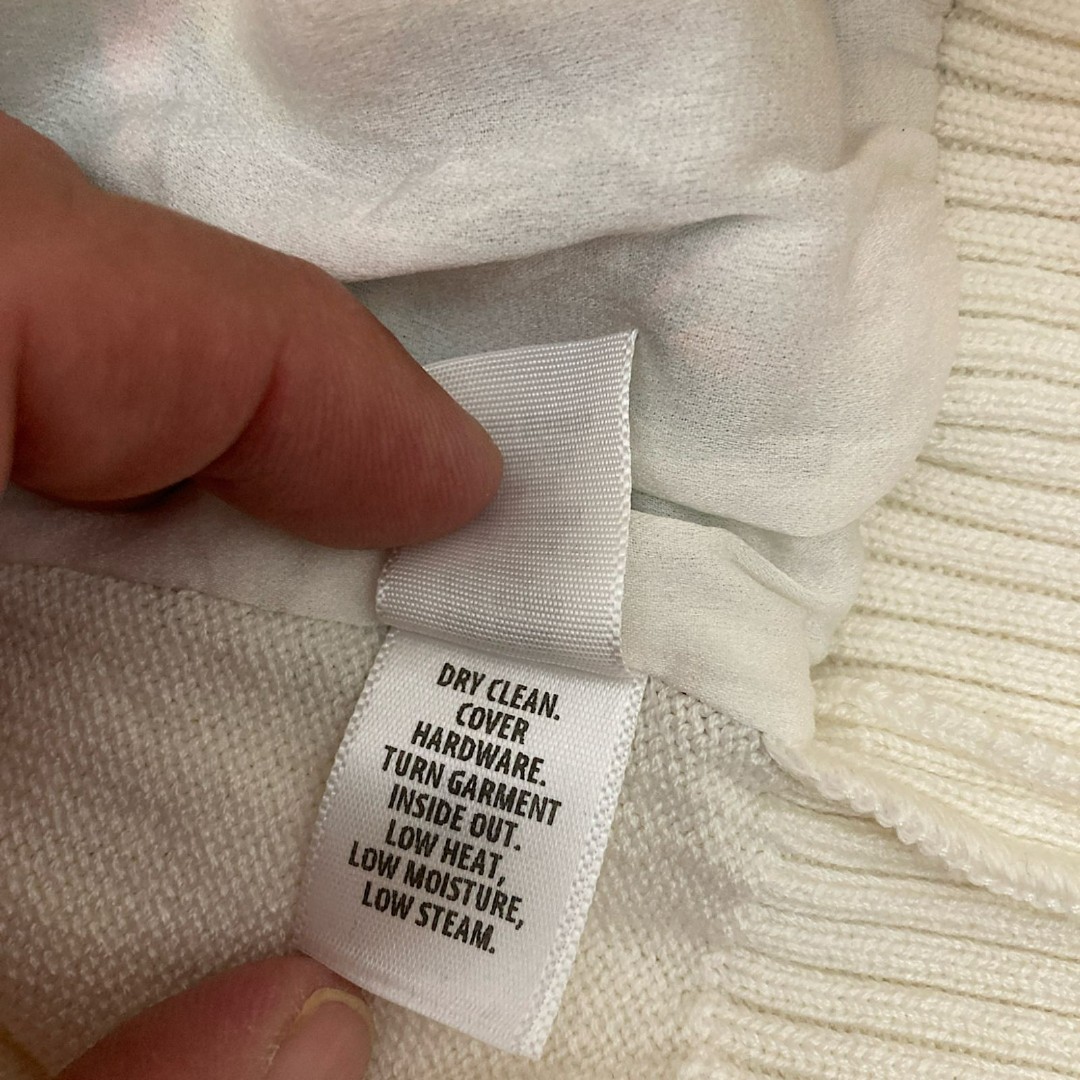 DRY CLEAN.
COVER
HARDWARE.
TURN GARMENT
INSIDE OUT.
LOW HEAT,
LOW MOISTURE,
LOW STEAM.